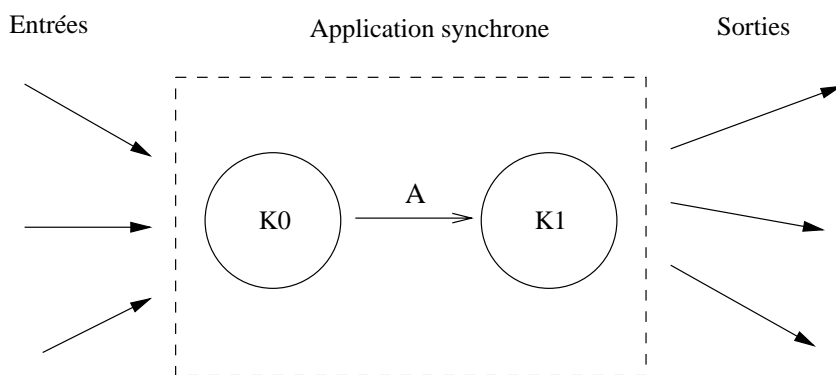 Entrées
Application synchrone
Sorties
A
K0
K1